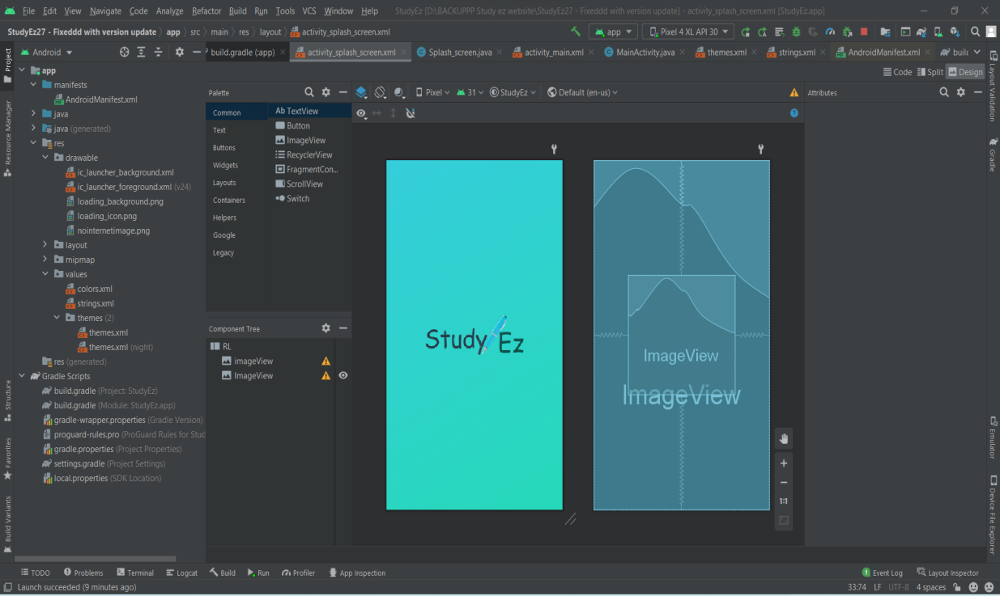 File Edit View Navigate Code Analyze Refactor Build Run Tools VCS Window Help StudyEz [D:\BACKUPPP Study ez website\StudyEz27 - Fixeddd with version update] - activity_splash_screen.xml [StudyEz.app]
StudyEz27 - Fixeddd with version update app src main res layout activity_splash_screen.xml app Pixel 4 XL API 30
Project
Android
build.gradle (:app) activity_splash_screen.xml Splash_screen.java activity_main.xml MainActivity.java themes.xml strings.xml AndroidManifest.xml build
Code Split Design
app
manifests
AndroidManifest.xml
java
java (generated)
res
drawable
ic_launcher_background.xml
ic_launcher_foreground.xml (v24)
loading_background.png
loading_icon.png
nointernetimage.png
layout
mipmap
values
colors.xml
strings.xml
themes (2)
themes.xml
themes.xml (night)
res (generated)
Gradle Scripts
build.gradle (Project: StudyEz)
build.gradle (Module: StudyEz.app)
gradle-wrapper.properties (Gradle Version)
proguard-rules.pro (ProGuard Rules for Stud
gradle.properties (Project Properties)
settings.gradle (Project Settings)
local.properties (SDK Location)
Resource Manager
Structure
Favorites
Build Variants
Palette
Common
Text
Buttons
Widgets
Layouts
Containers
Helpers
Google
Legacy
Ab TextView
Button
ImageView
RecyclerView
FragmentCon...
ScrollView
Switch
Component Tree
RL
imageView
ImageView
Pixel 31 StudyEz Default (en-us)
Study Ez
ImageView
ImageView
1:1
Attributes
Layout Validation
Gradle
Emulator
Device File Explorer
TODO Problems Terminal Logcat Build Run Profiler App Inspection 1 Event Log Layout Inspector
Launch succeeded (9 minutes ago) 33:74 LF UTF-8 4 spaces